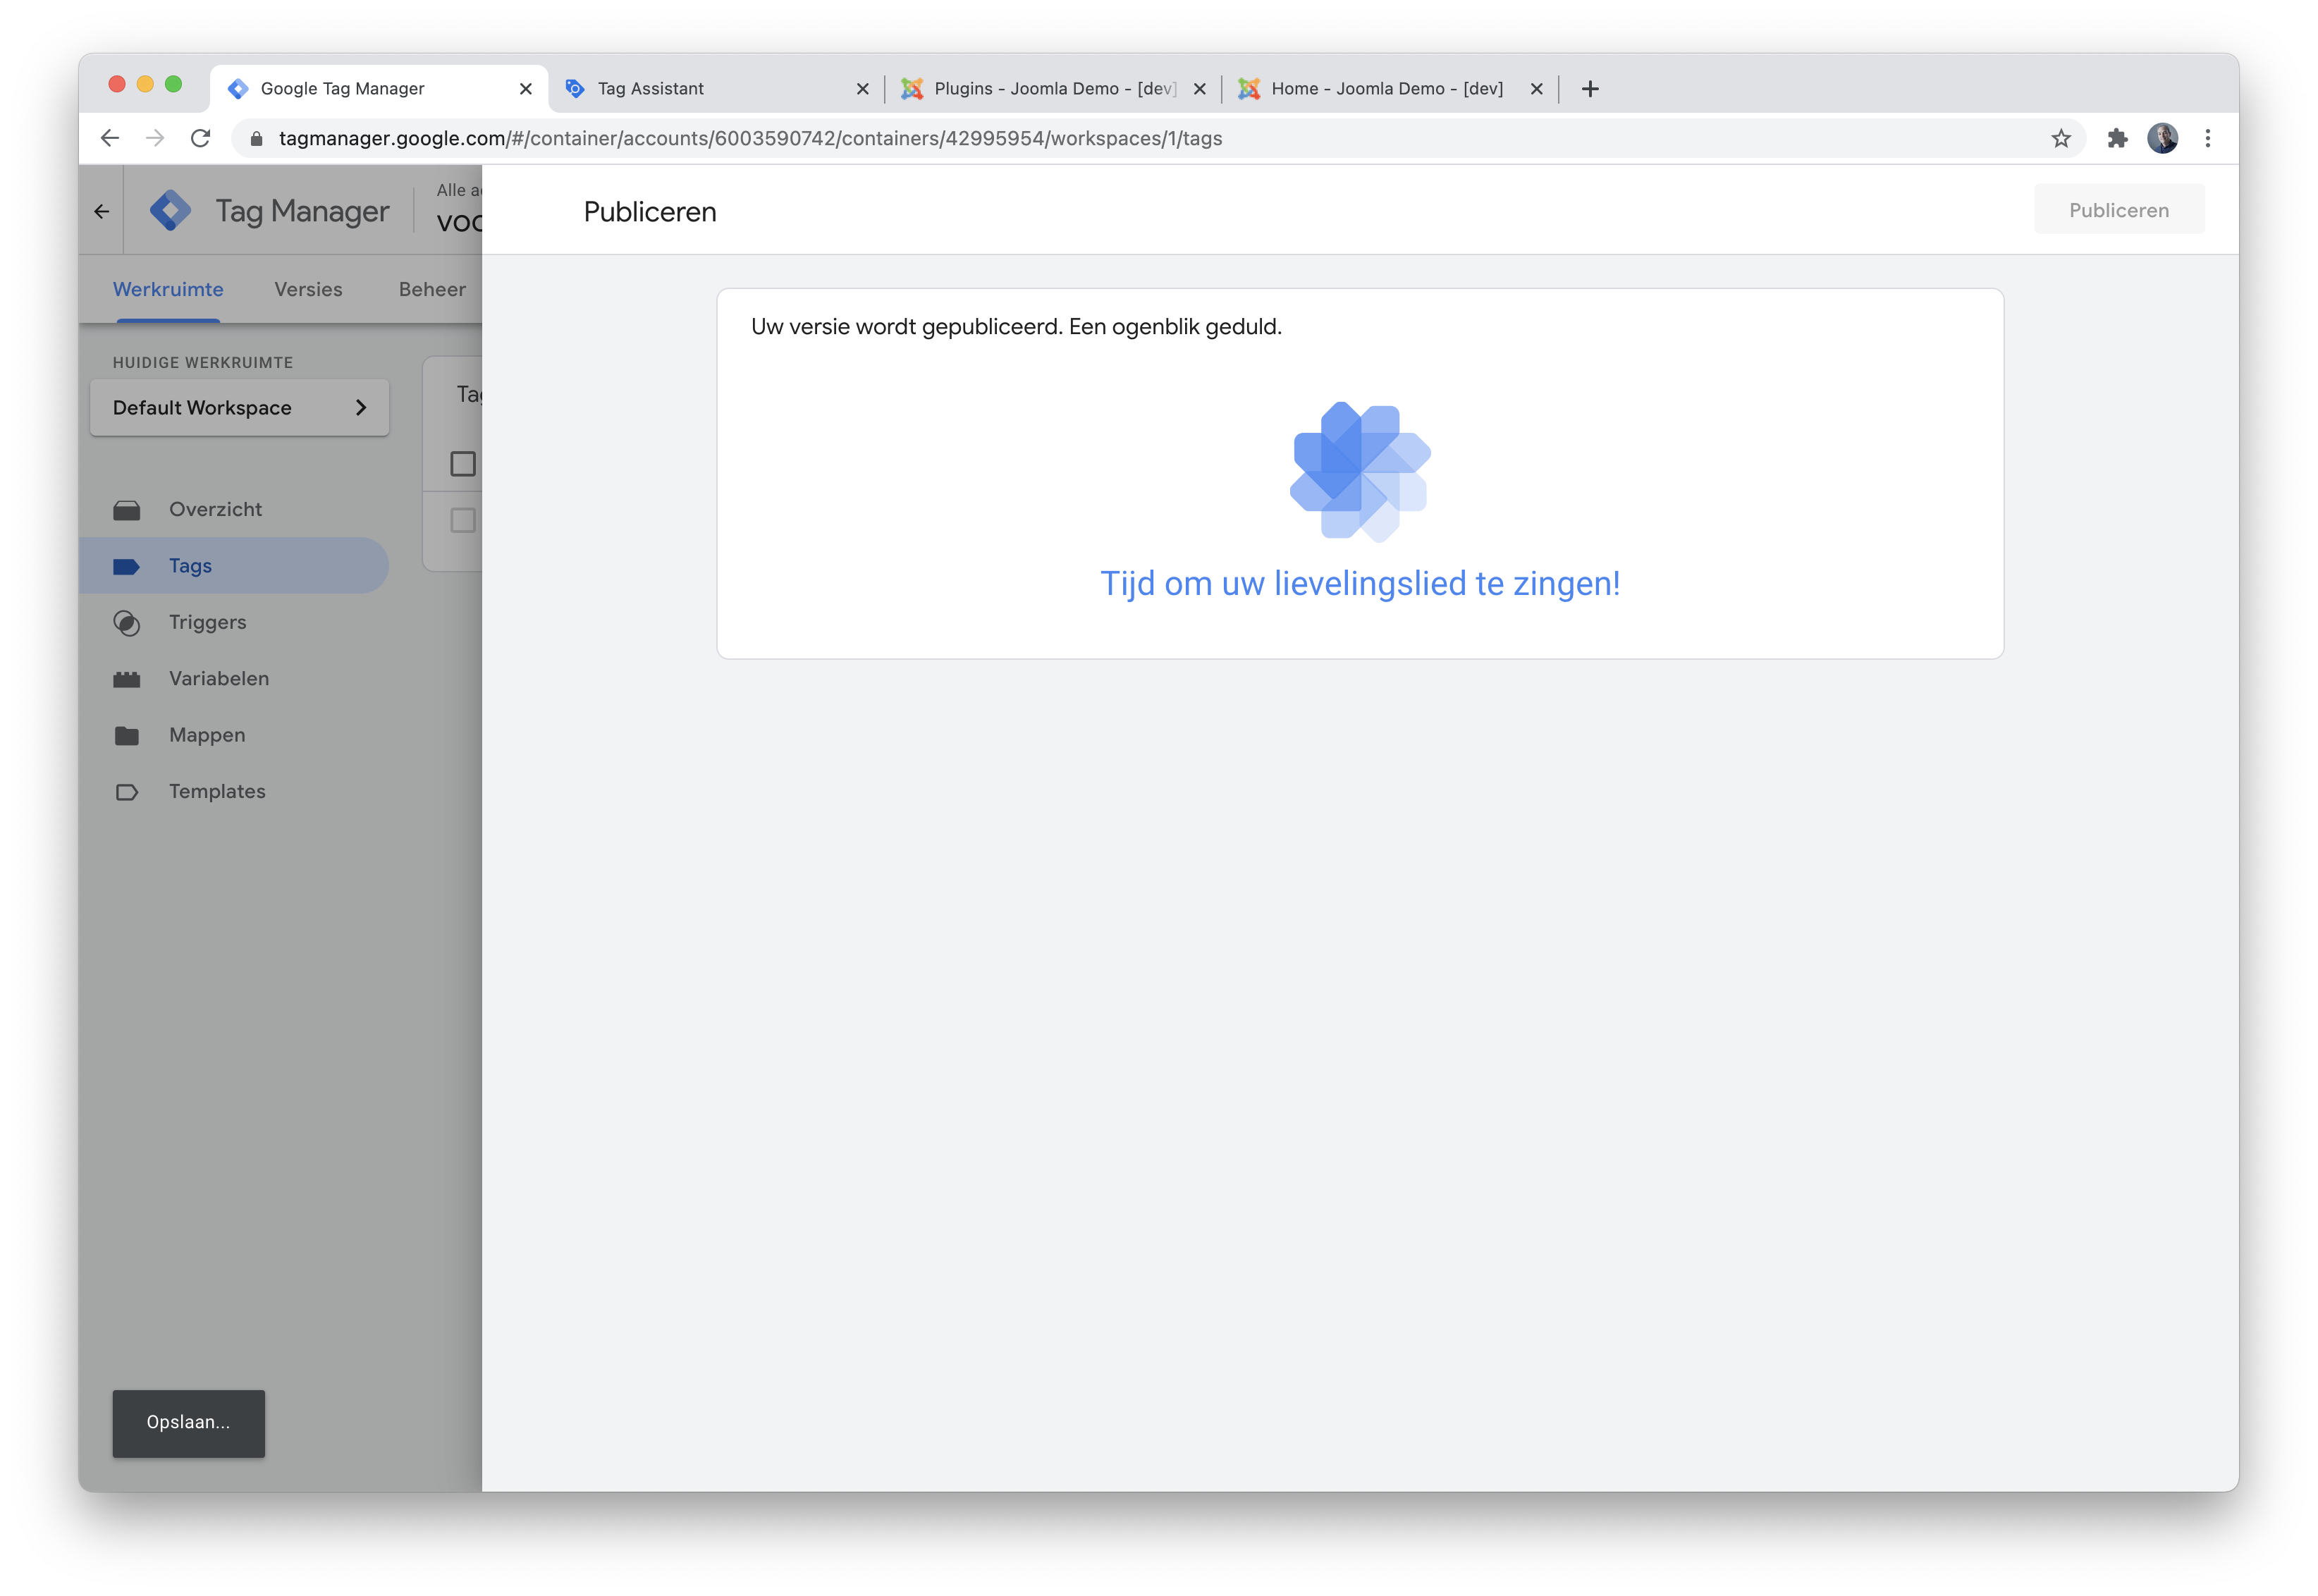 Google Tag Manager
Tag Assistant
Plugins - Joomla Demo - [dev]
Home - Joomla Demo - [dev]
tagmanager.google.com/#/container/accounts/6003590742/containers/42995954/workspaces/1/tags
Tag Manager
Alle
Publiceren
Publiceren
Werkruimte
Versies
Beheer
Uw versie wordt gepubliceerd. Een ogenblik geduld.
HUIDIGE WERKRUIMTE
Default Workspace
Overzicht
Tags
Triggers
Variabelen
Mappen
Templates
Tijd om uw lievelingslied te zingen!
Opslaan...